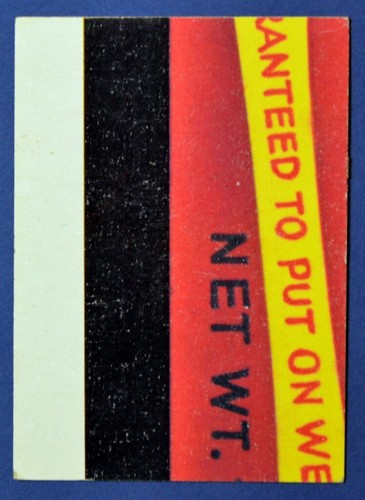 RANTEED TO PUT ON WE
NET WT.